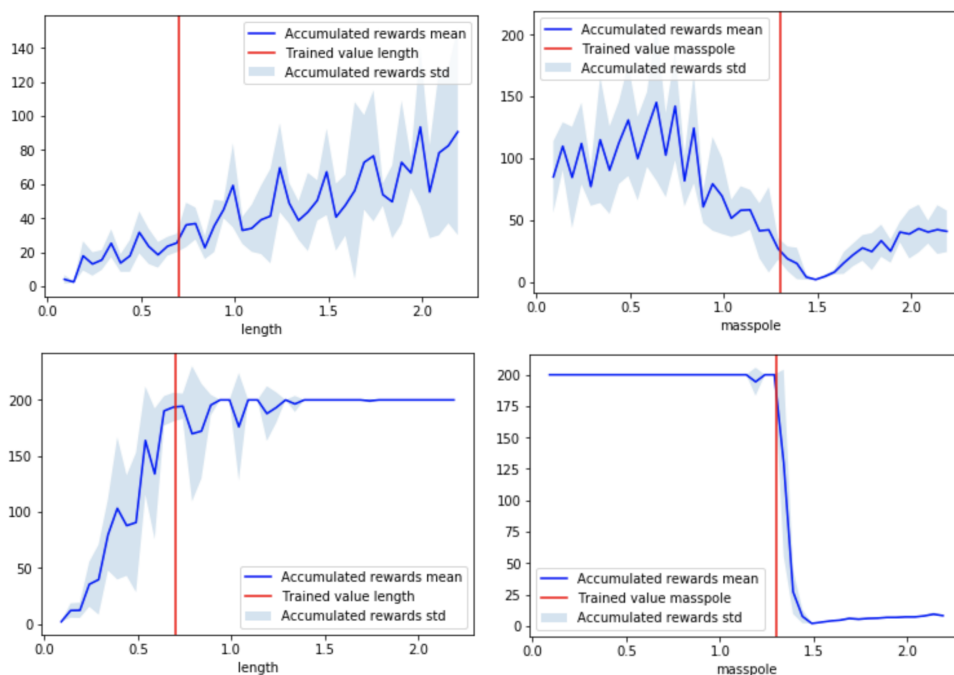 140
120
100
80
60
40
20
0
0.0 0.5 1.0 1.5 2.0
length
Accumulated rewards mean
Trained value length
Accumulated rewards std
200
150
100
50
0
0.0 0.5 1.0 1.5 2.0
masspole
Accumulated rewards mean
Trained value masspole
Accumulated rewards std
200
150
100
50
0
0.0 0.5 1.0 1.5 2.0
length
Accumulated rewards mean
Trained value length
Accumulated rewards std
200
175
150
125
100
75
50
25
0
0.0 0.5 1.0 1.5 2.0
masspole
Accumulated rewards mean
Trained value masspole
Accumulated rewards std